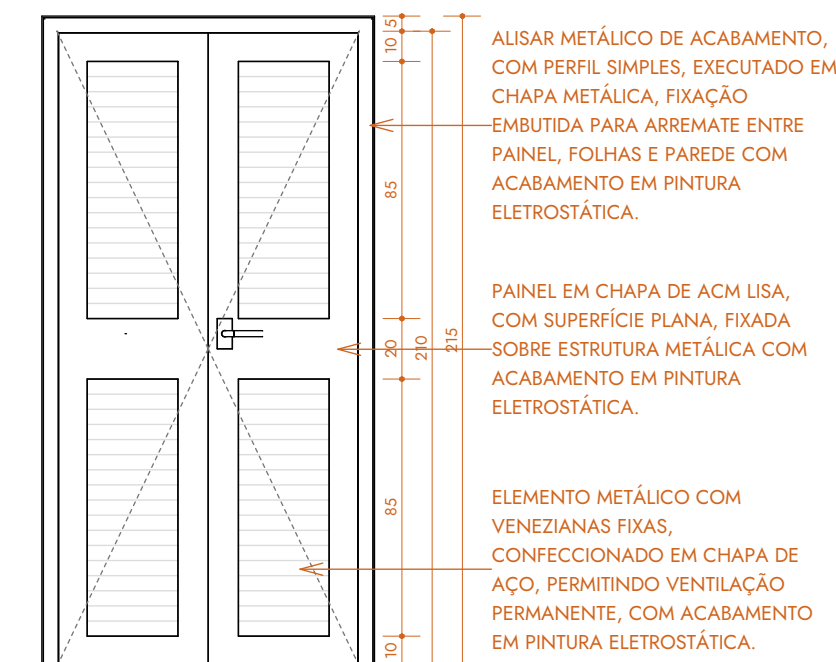 5
10
ALISAR METÁLICO DE ACABAMENTO,
COM PERFIL SIMPLES, EXECUTADO EM
CHAPA METÁLICA, FIXAÇÃO
EMBUTIDA PARA ARREMATE ENTRE
PAINEL, FOLHAS E PAREDE COM
ACABAMENTO EM PINTURA
ELETROSTÁTICA.
85
PAINEL EM CHAPA DE ACM LISA,
COM SUPERFÍCIE PLANA, FIXADA
SOBRE ESTRUTURA METÁLICA COM
ACABAMENTO EM PINTURA
ELETROSTÁTICA.
20
210
215
ELEMENTO METÁLICO COM
VENEZIANAS FIXAS,
CONFECCIONADO EM CHAPA DE
AÇO, PERMITINDO VENTILAÇÃO
PERMANENTE, COM ACABAMENTO
EM PINTURA ELETROSTÁTICA.
85
10